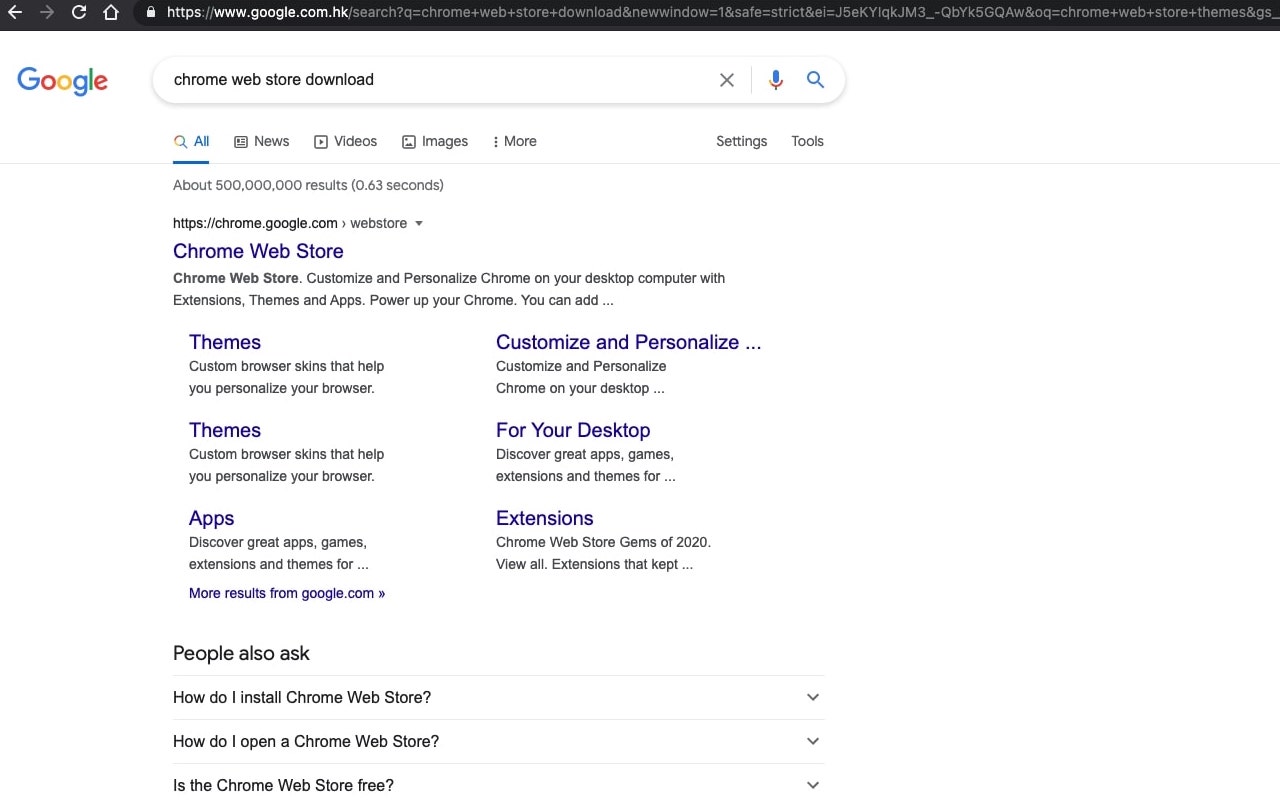 https://www.google.com.hk/search?q=chrome+web+store+download&newwindow=1&safe=strict&ei=J5eKYIqkJM3_-QbYk5GQAw&oq=chrome+web+store+themes&gs_
Google
chrome web store download
All News Videos Images More Settings Tools
About 500,000,000 results (0.63 seconds)
https://chrome.google.com › webstore
Chrome Web Store
Chrome Web Store. Customize and Personalize Chrome on your desktop computer with
Extensions, Themes and Apps. Power up your Chrome. You can add ...
Themes
Custom browser skins that help
you personalize your browser.
Customize and Personalize ...
Customize and Personalize
Chrome on your desktop ...
Themes
Custom browser skins that help
you personalize your browser.
For Your Desktop
Discover great apps, games,
extensions and themes for ...
Apps
Discover great apps, games,
extensions and themes for ...
Extensions
Chrome Web Store Gems of 2020.
View all. Extensions that kept ...
More results from google.com »
People also ask
How do I install Chrome Web Store?
How do I open a Chrome Web Store?
Is the Chrome Web Store free?